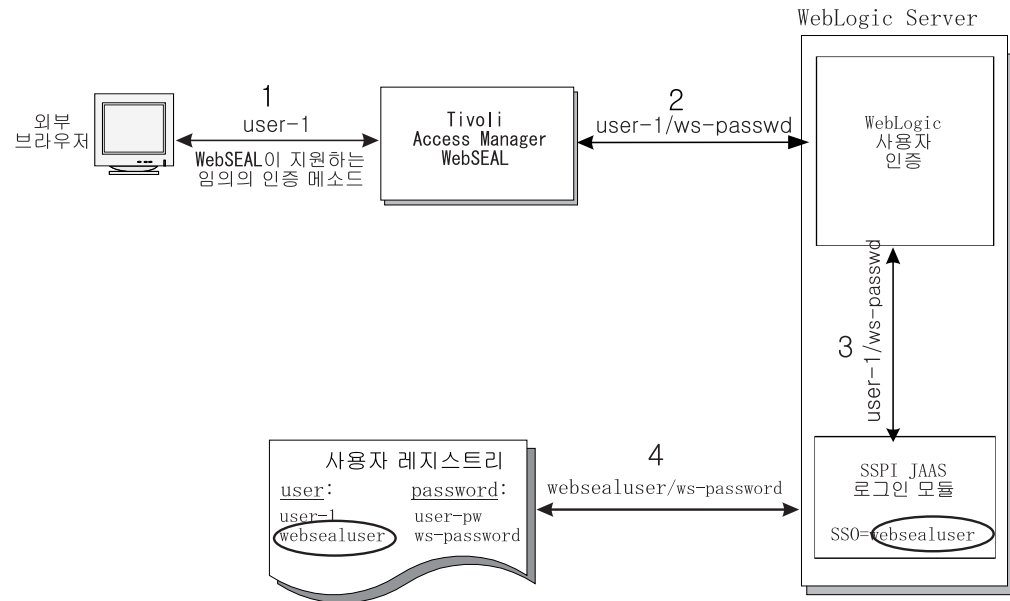 WebLogic Server
외부
브라우저
1
user-1
WebSEAL이 지원하는
임의의 인증 메소드
Tivoli
Access Manager
WebSEAL
2
user-1/ws-passwd
WebLogic
사용자
인증
3
user-1/ws-passwd
사용자 레지스트리
user: password:
user-1 user-pw
websealuser ws-password
4
websealuser/ws-password
SSPI JAAS
로그인 모듈
SSO=websealuser